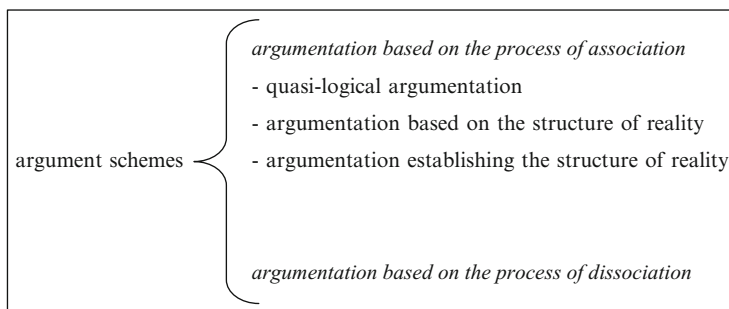 argumentation based on the process of association
- quasi-logical argumentation
- argumentation based on the structure of reality
argument schemes
- argumentation establishing the structure of reality
argumentation based on the process of dissociation